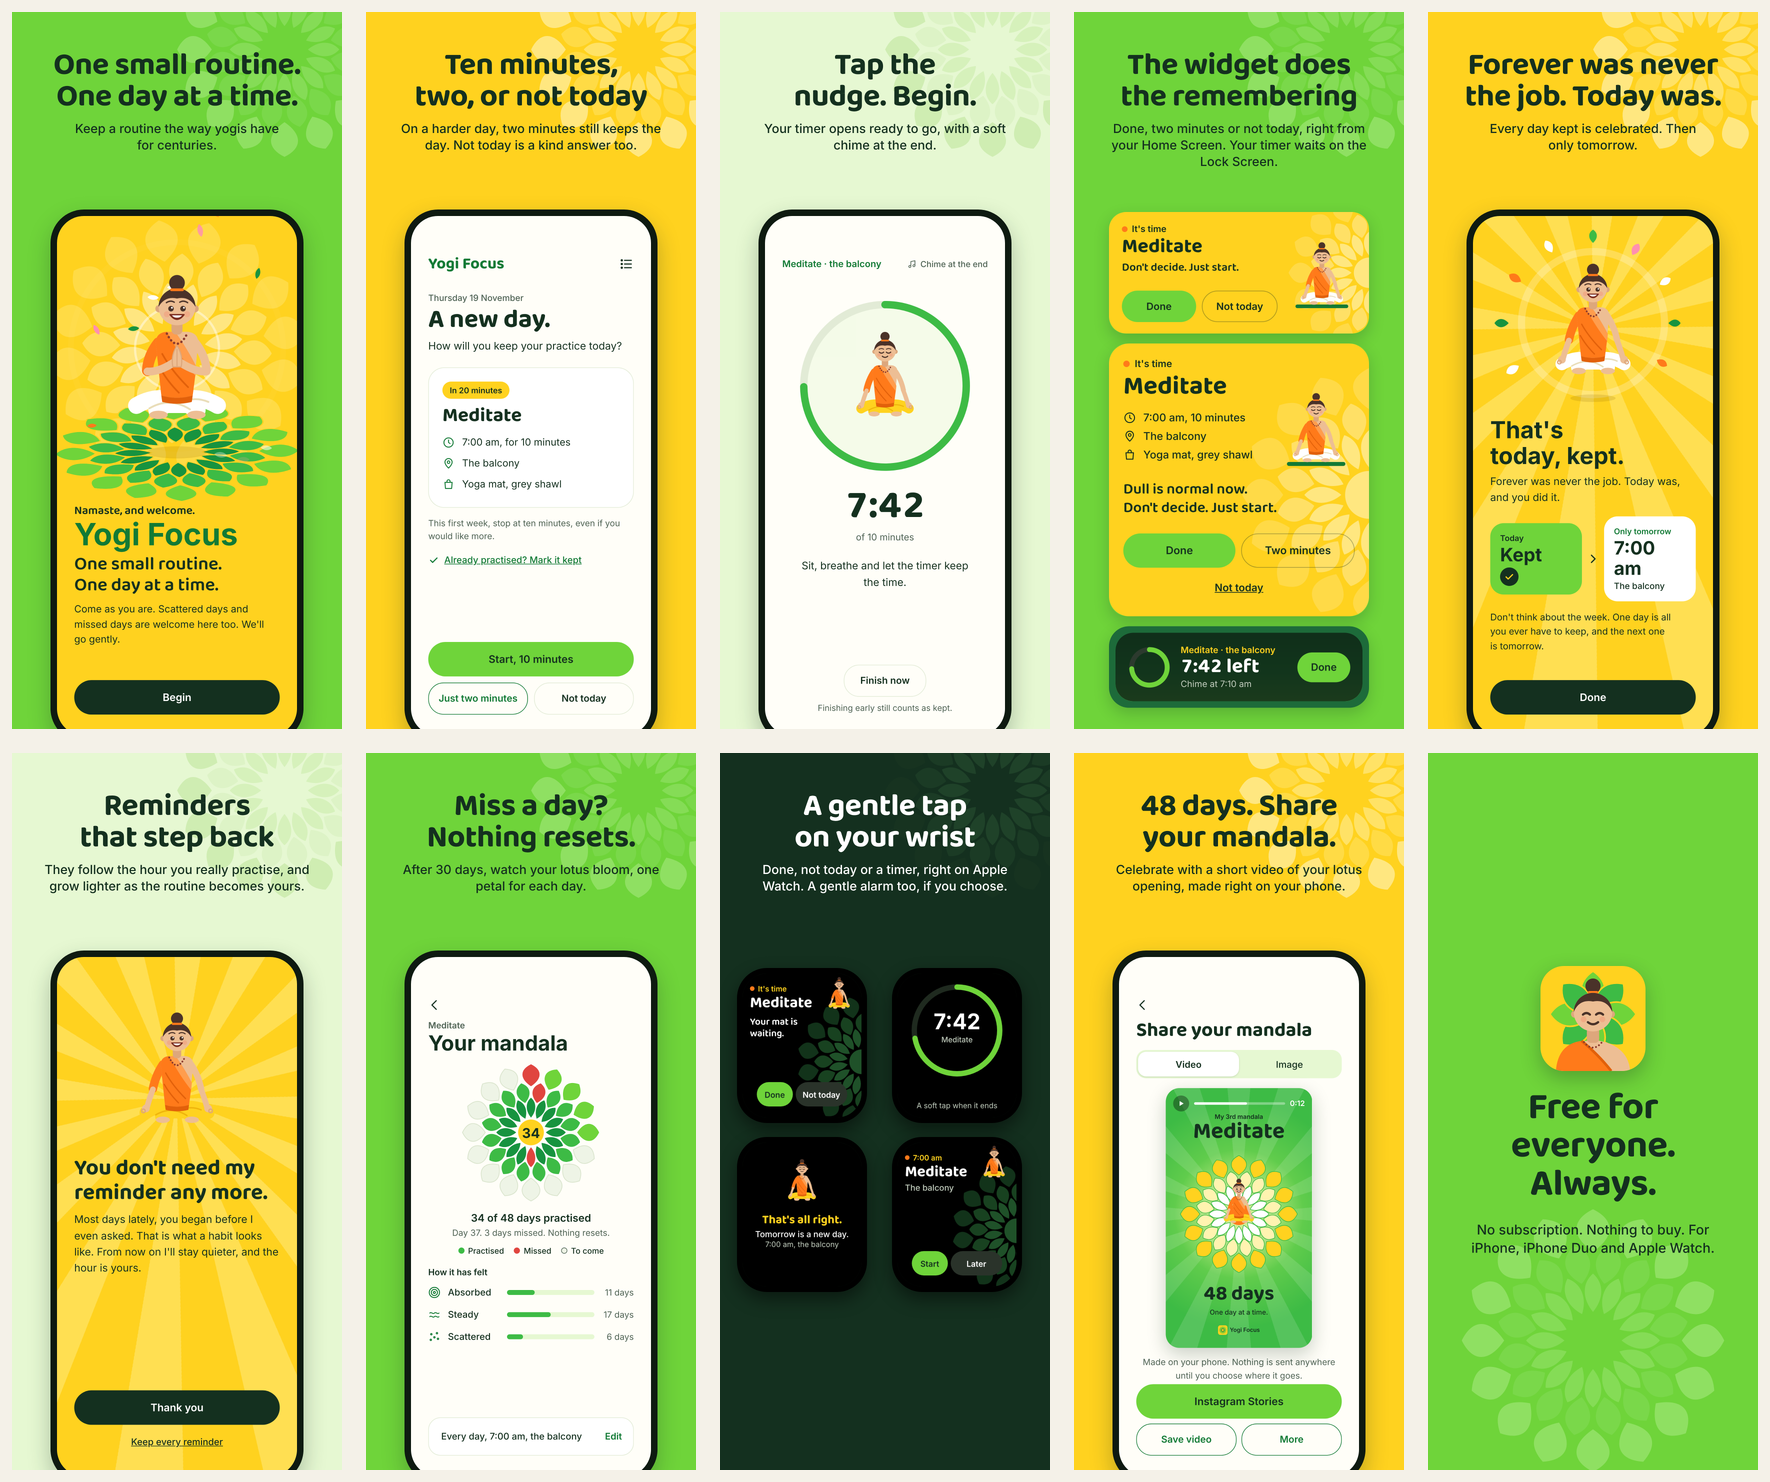 One small routine.
One day at a time.
Keep a routine the way yogis have
for centuries.
Namaste, and welcome.
Yogi Focus
One small routine.
One day at a time.
Come as you are. Scattered days and
missed days are welcome here too. We'll
go gently.
Begin
Ten minutes,
two, or not today
On a harder day, two minutes still keeps the
day. Not today is a kind answer too.
Yogi Focus
Thursday 19 November
A new day.
How will you keep your practice today?
In 20 minutes
Meditate
7:00 am, for 10 minutes
The balcony
Yoga mat, grey shawl
This first week, stop at ten minutes, even if you
would like more.
Already practised? Mark it kept
Start, 10 minutes
Just two minutes
Not today
Tap the
nudge. Begin.
Your timer opens ready to go, with a soft
chime at the end.
Meditate · the balcony
Chime at the end
7:42
of 10 minutes
Sit, breathe and let the timer keep
the time.
Finish now
Finishing early still counts as kept.
The widget does
the remembering
Done, two minutes or not today, right from
your Home Screen. Your timer waits on the
Lock Screen.
It's time
Meditate
Don't decide. Just start.
Done
Not today
It's time
Meditate
7:00 am, 10 minutes
The balcony
Yoga mat, grey shawl
Dull is normal now.
Don't decide. Just start.
Done
Two minutes
Not today
Meditate · the balcony
7:42 left
Chime at 7:10 am
Done
Forever was never
the job. Today was.
Every day kept is celebrated. Then
only tomorrow.
That's
today, kept.
Forever was never the job. Today was,
and you did it.
Today
Kept
Only tomorrow
7:00
am
The balcony
Don't think about the week. One day is all
you ever have to keep, and the next one
is tomorrow.
Done
Reminders
that step back
They follow the hour you really practise, and
grow lighter as the routine becomes yours.
You don't need my
reminder any more.
Most days lately, you began before I
even asked. That is what a habit looks
like. From now on I'll stay quieter, and the
hour is yours.
Thank you
Keep every reminder
Miss a day?
Nothing resets.
After 30 days, watch your lotus bloom, one
petal for each day.
Meditate
Your mandala
34
34 of 48 days practised
Day 37. 3 days missed. Nothing resets.
Practised
Missed
To come
How it has felt
Absorbed
11 days
Steady
17 days
Scattered
6 days
Every day, 7:00 am, the balcony
Edit
A gentle tap
on your wrist
Done, not today or a timer, right on Apple
Watch. A gentle alarm too, if you choose.
It's time
Meditate
Your mat is
waiting.
Done
Not today
7:42
Meditate
A soft tap when it ends
That's all right.
Tomorrow is a new day.
7:00 am, the balcony
7:00 am
Meditate
The balcony
Start
Later
48 days. Share
your mandala.
Celebrate with a short video of your lotus
opening, made right on your phone.
Share your mandala
Video
Image
0:12
My 3rd mandala
Meditate
48 days
One day at a time.
Yogi Focus
Made on your phone. Nothing is sent anywhere
until you choose where it goes.
Instagram Stories
Save video
More
Free for
everyone.
Always.
No subscription. Nothing to buy. For
iPhone, iPhone Duo and Apple Watch.